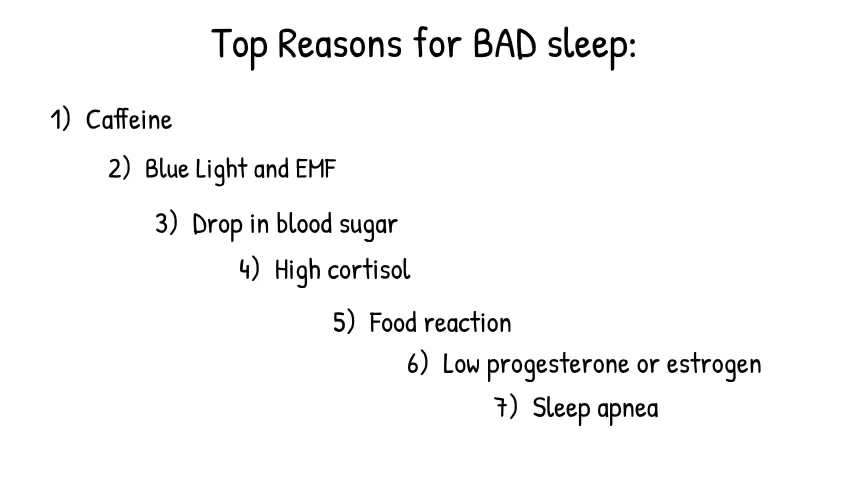 Top Reasons for BAD sleep:
1) Caffeine
2) Blue Light and EMF
3) Drop in blood sugar
4) High cortisol
5) Food reaction
6) Low progesterone or estrogen
7) Sleep apnea